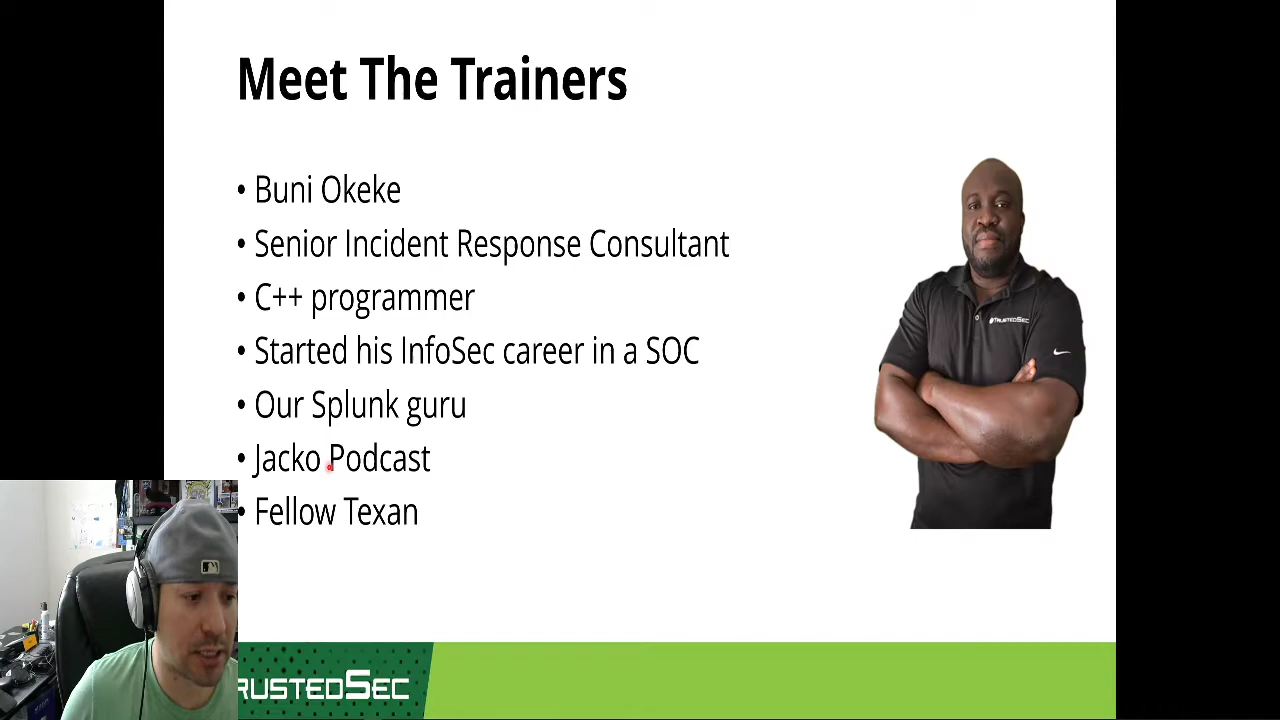 Meet The Trainers
• Buni Okeke
• Senior Incident Response Consultant
• C++ programmer
• Started his InfoSec career in a SOC
• Our Splunk guru
• Jacko Podcast
• Fellow Texan
TRUSTEDSEC
RUSTEDSEC